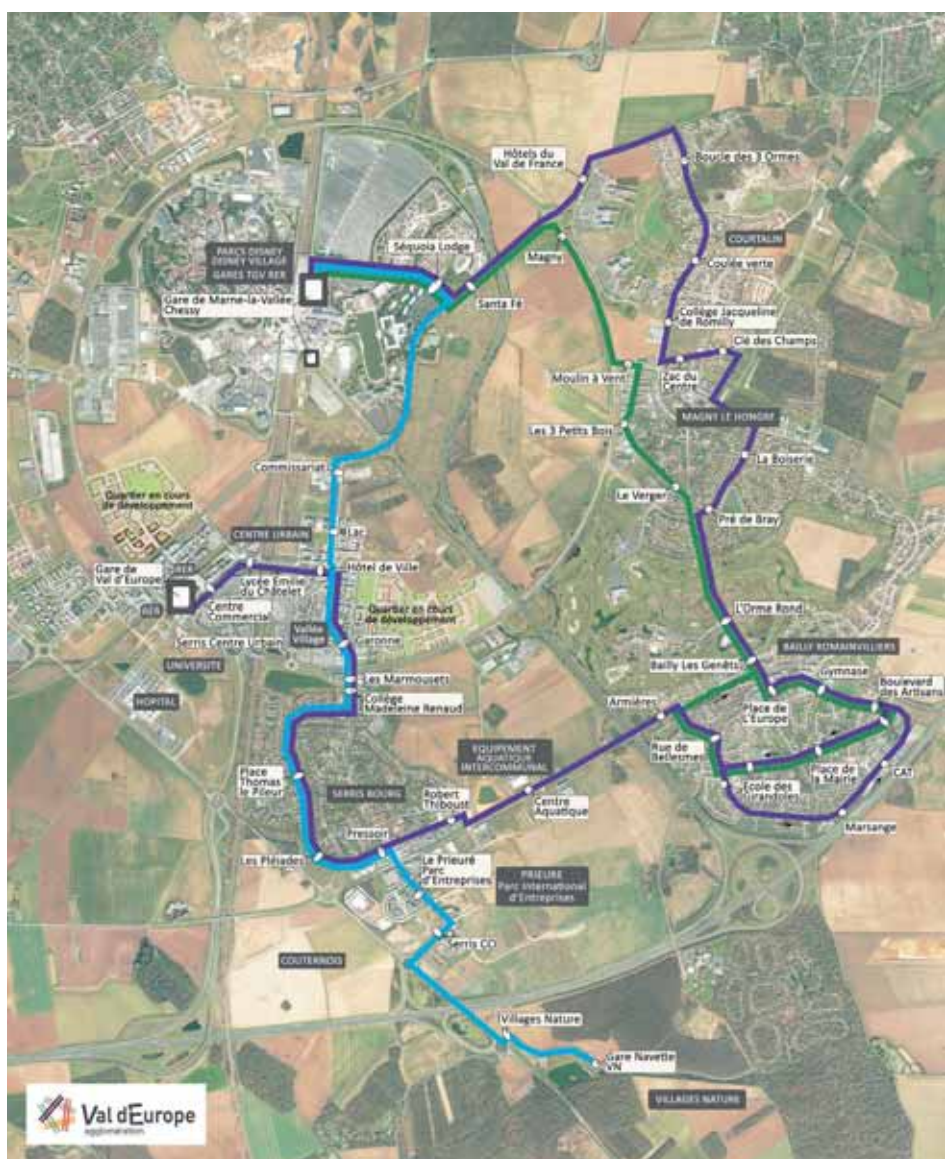 Hôtels du
Val de France
Boucle des 3 Ormes
PARCS DISNEY
DISNEY VILLAGE
GARES TGV RER
Séquoia Lodge
COURTALIN
Magny
Coulée verte
Gare de Marne-la-Vallée
Chessy
Santa Fé
Collège Jacqueline
de Romilly
Clé des Champs
Moulin à Vent
Zac du
Centre
MAGNY LE HONGRE
Les 3 Petits Bois
La Boiserie
Commissariat
Quartier en cours
de développement
Le Verger
Pré de Bray
CENTRE URBAIN
Lac
Gare de
Val d'Europe
RER
Hôtel de Ville
Lycée Emilie
du Châtelet
RER
Centre
Commercial
Quartier en cours
de développement
L'Orme Rond
Vallée
Village
Serris Centre Urbain
Garonne
BAILLY ROMAINVILLIERS
UNIVERSITE
Bailly Les Genêts
Gymnase
Les Marmousets
Boulevard
des Artisans
HOPITAL
Collège
Madeleine Renaud
Armières
Place de
L'Europe
EQUIPEMENT
AQUATIQUE
INTERCOMMUNAL
Rue de
Bellesmes
Place
Thomas
le Pileur
SERRIS BOURG
Robert
Thiboust
Place de
la Mairie
CAT
Ecole des
Girandoles
Centre
Aquatique
Marsange
Pressoir
Les Pléiades
Le Prieuré
Parc
d'Entreprises
PRIEURE
Parc International
d'Entreprises
Serris CO
COUTERNOIS
Villages Nature
Gare Navette
VN
VILLAGES NATURE
Val d'Europe
agglomération